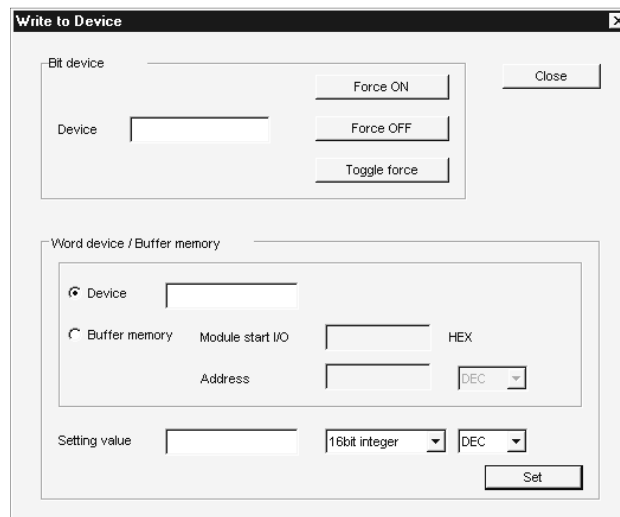 Write to Device
Bit device
Force ON
Close
Device
Force OFF
Toggle force
Word device / Buffer memory
Device
Buffer memory Module start I/O HEX
Address DEC
Setting value 16bit integer DEC
Set